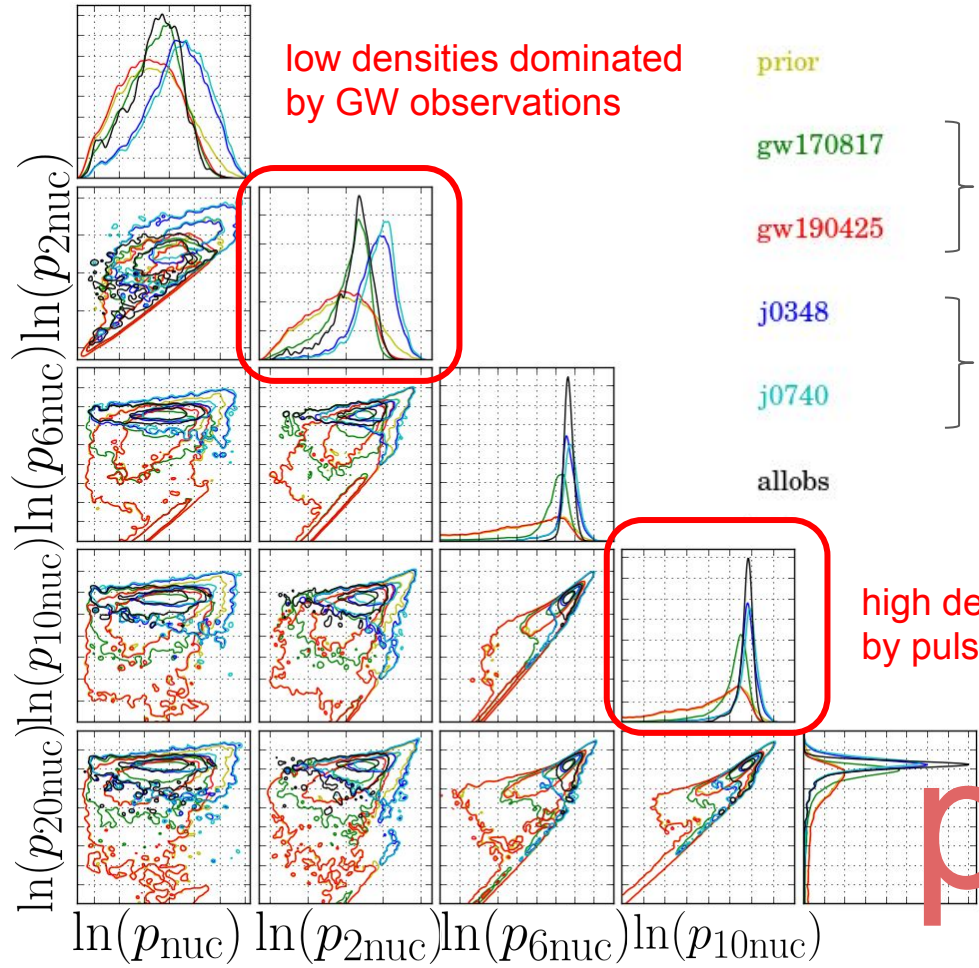 low densities dominated
by GW observations
prior
gw170817
gw190425
j0348
j0740
allobs
high de
by puls
p
ln(p2nuc)
ln(p6nuc)
ln(p10nuc)
ln(p20nuc)
ln(pnuc)
ln(p2nuc)
ln(p6nuc)
ln(p10nuc)